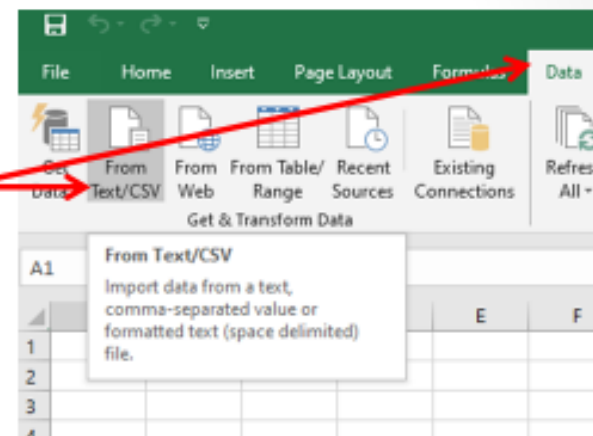 File Home Insert Page Layout Formulas Data
Get From From From Table/ Recent Existing Refres
Data Text/CSV Web Range Sources Connections All
Get & Transform Data
A1
From Text/CSV
Import data from a text,
comma-separated value or
formatted text (space delimited)
file.
E F
1
2
3
4